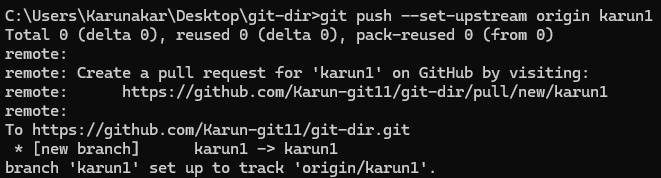 C:\Users\Karunakar\Desktop\git-dir>git push --set-upstream origin karun1
Total 0 (delta 0), reused 0 (delta 0), pack-reused 0 (from 0)
remote:
remote: Create a pull request for 'karun1' on GitHub by visiting:
remote:      https://github.com/Karun-git11/git-dir/pull/new/karun1
remote:
To https://github.com/Karun-git11/git-dir.git
 * [new branch]      karun1 -> karun1
branch 'karun1' set up to track 'origin/karun1'.